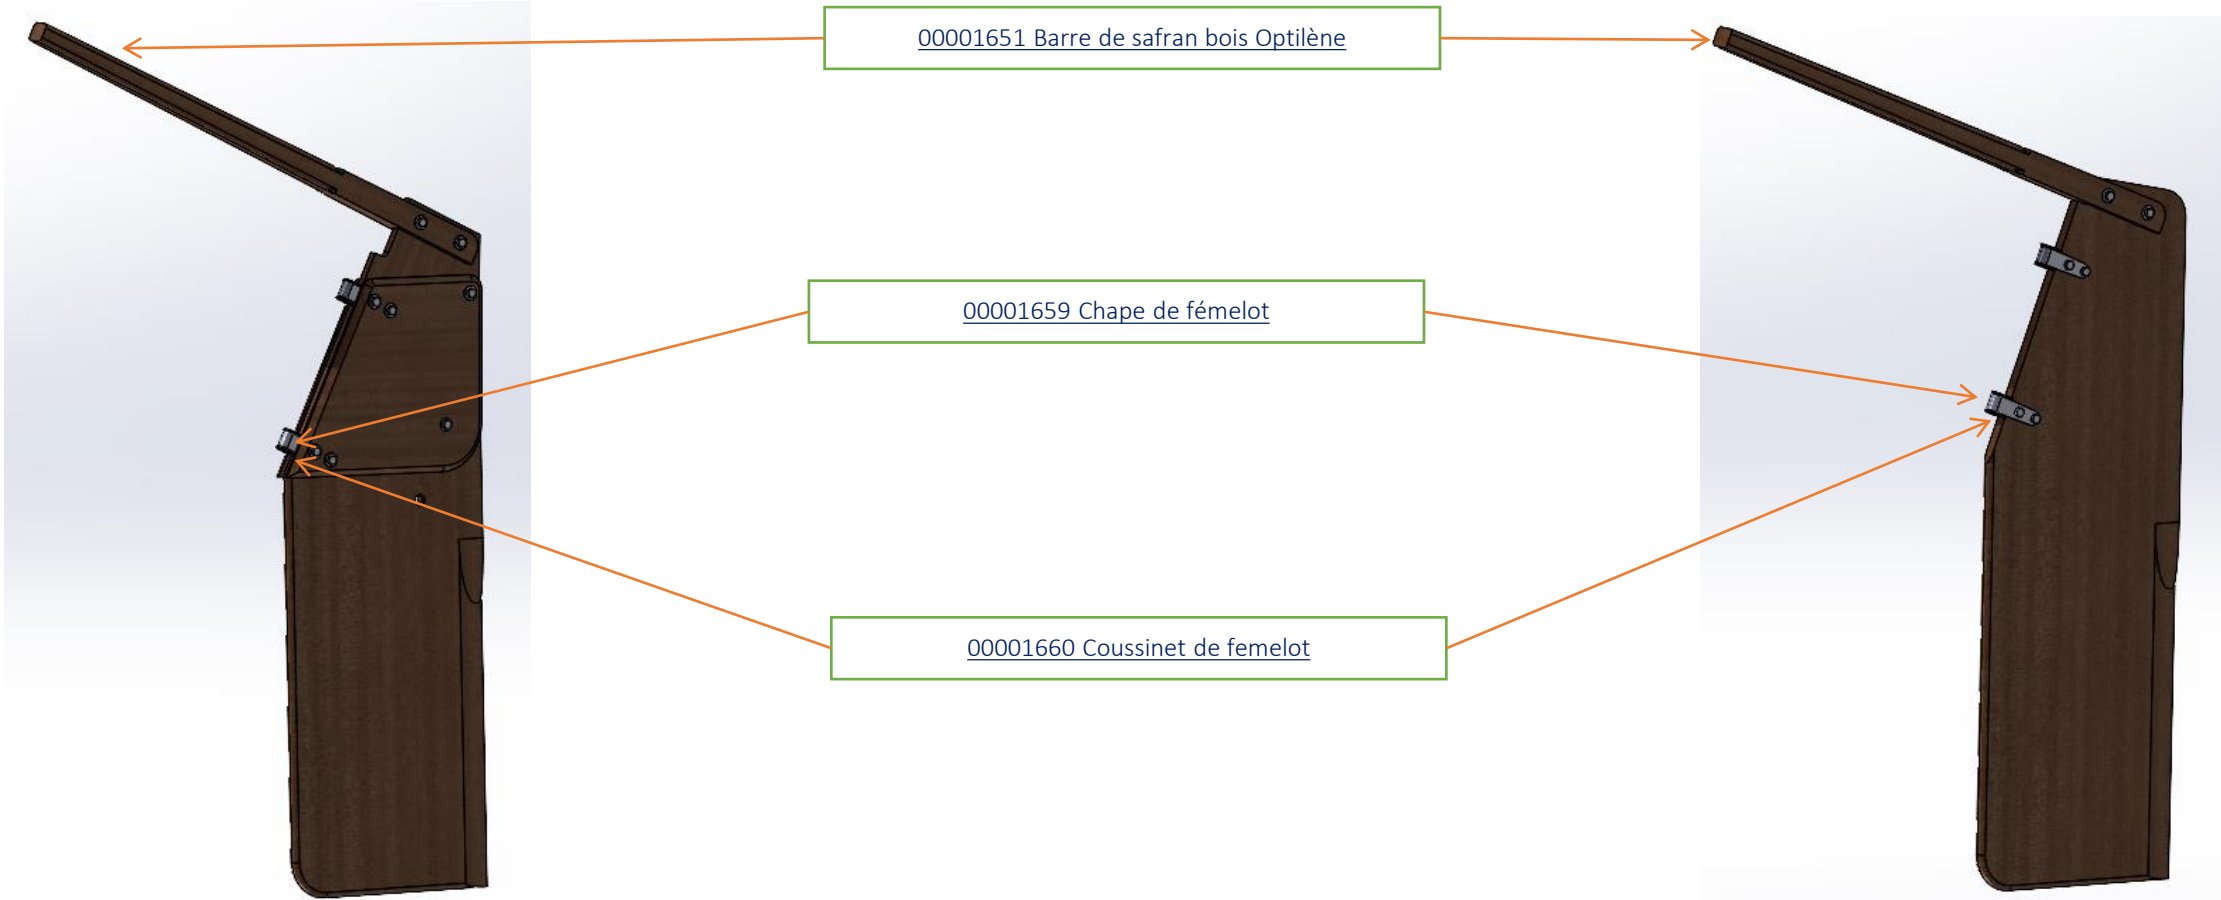 00001651 Barre de safran bois Optilène
00001659 Chape de fémelot
00001660 Coussinet de femelot